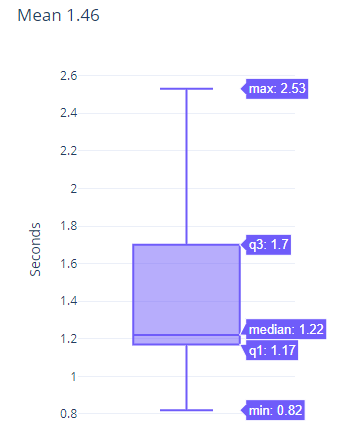 Mean 1.46
2.6
max: 2.53
2.4
2.2
2
1.8
q3: 1.7
1.6
Seconds
1.4
median: 1.22
1.2
q1: 1.17
1
0.8
min: 0.82